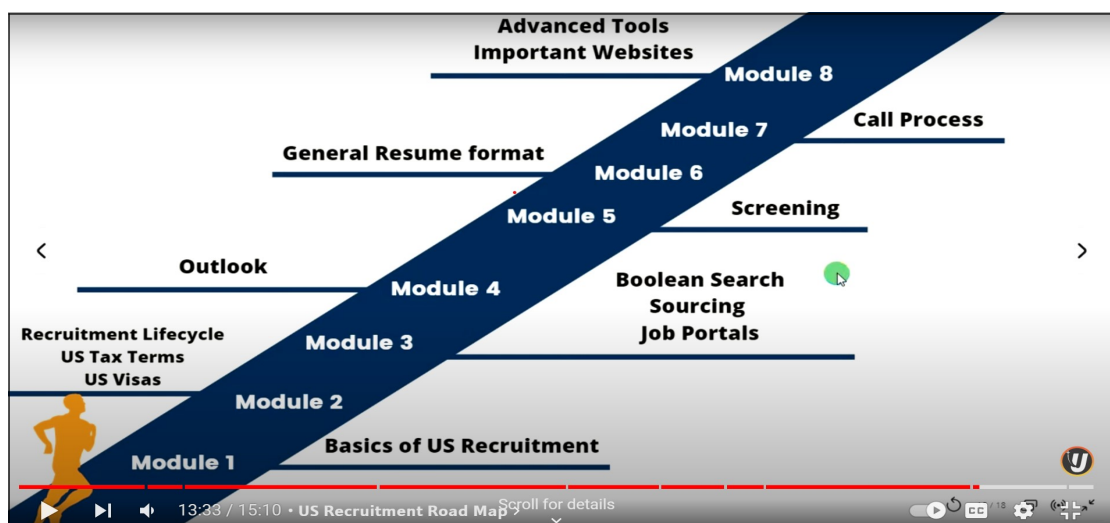 Advanced Tools
Important Websites
Module 8
Module 7
Call Process
General Resume format
Module 6
Module 5
Screening
Outlook
Module 4
Boolean Search
Sourcing
Job Portals
Recruitment Lifecycle
US Tax Terms
US Visas
Module 3
Module 2
Basics of US Recruitment
Module 1
13:33 / 15:10 • US Recruitment Road Map
Scroll for details
CC